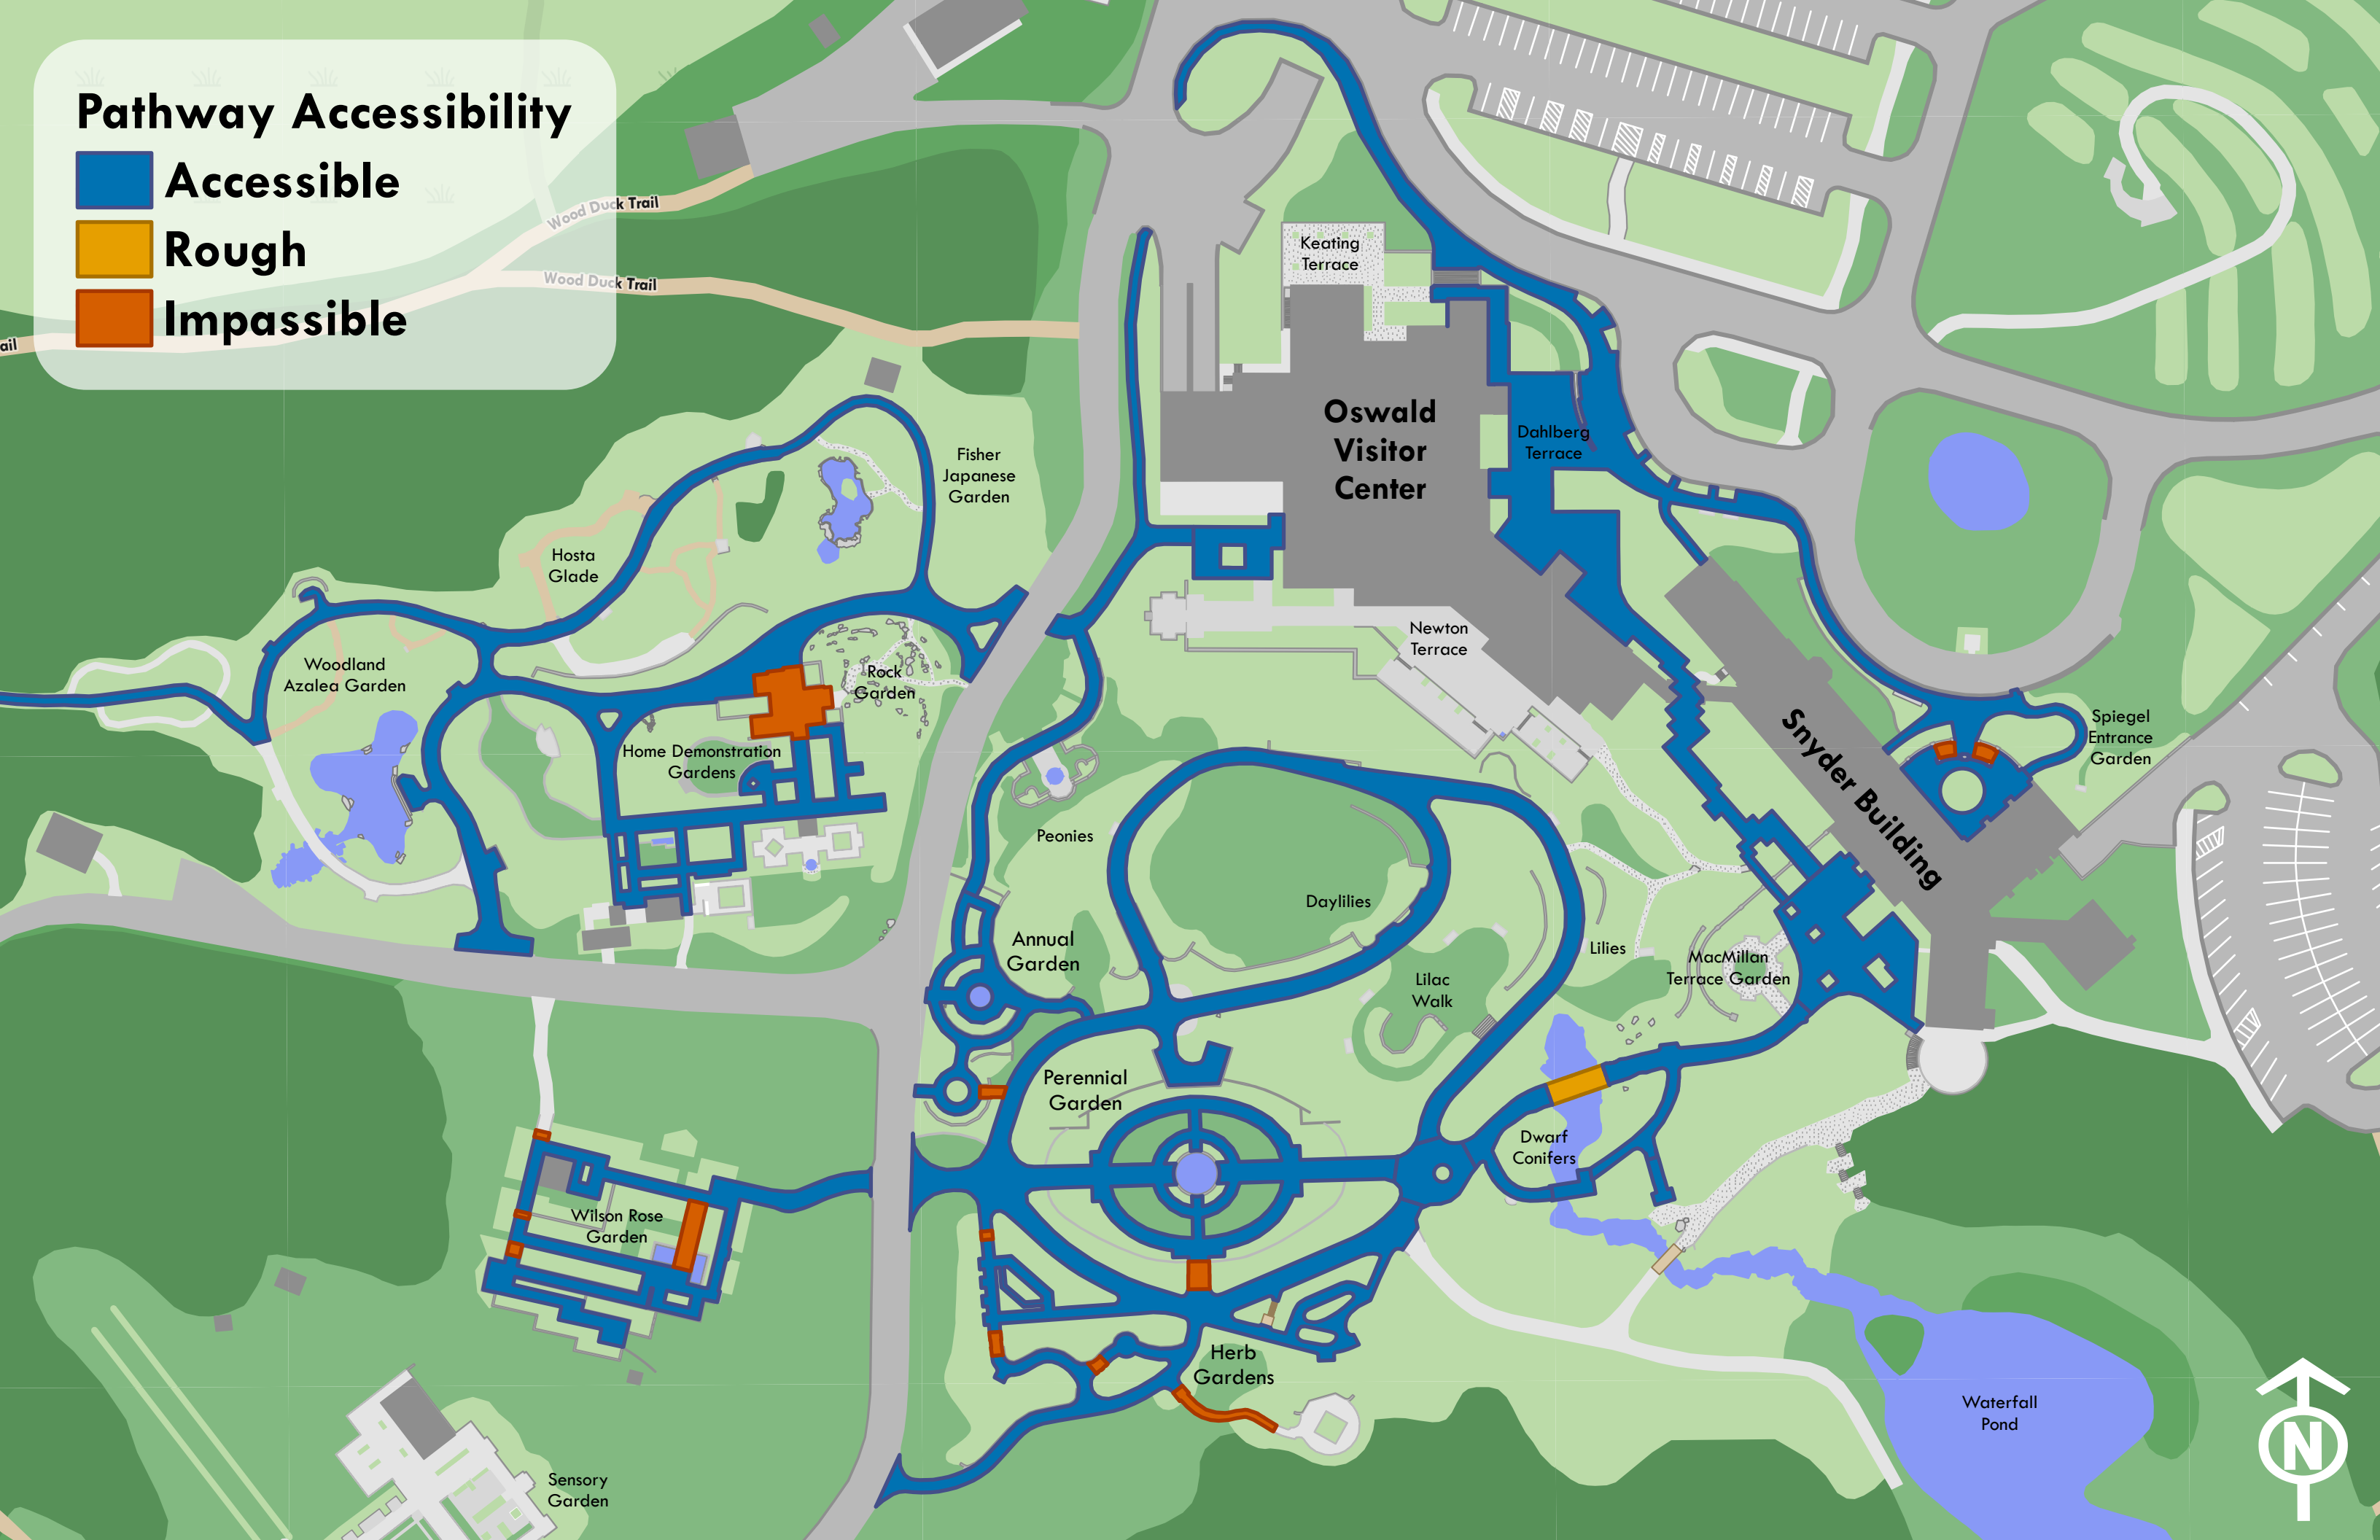 Pathway Accessibility
Accessible
Rough
Impassible
Wood Duck Trail
Wood Duck Trail
ail
Keating
Terrace
Oswald
Visitor
Center
Dahlberg
Terrace
Fisher
Japanese
Garden
Hosta
Glade
Woodland
Azalea Garden
Rock
Garden
Newton
Terrace
Home Demonstration
Gardens
Snyder Building
Spiegel
Entrance
Garden
Peonies
Daylilies
Annual
Garden
Lilac
Walk
Lilies
MacMillan
Terrace Garden
Perennial
Garden
Dwarf
Conifers
Wilson Rose
Garden
Herb
Gardens
Waterfall
Pond
Sensory
Garden
N